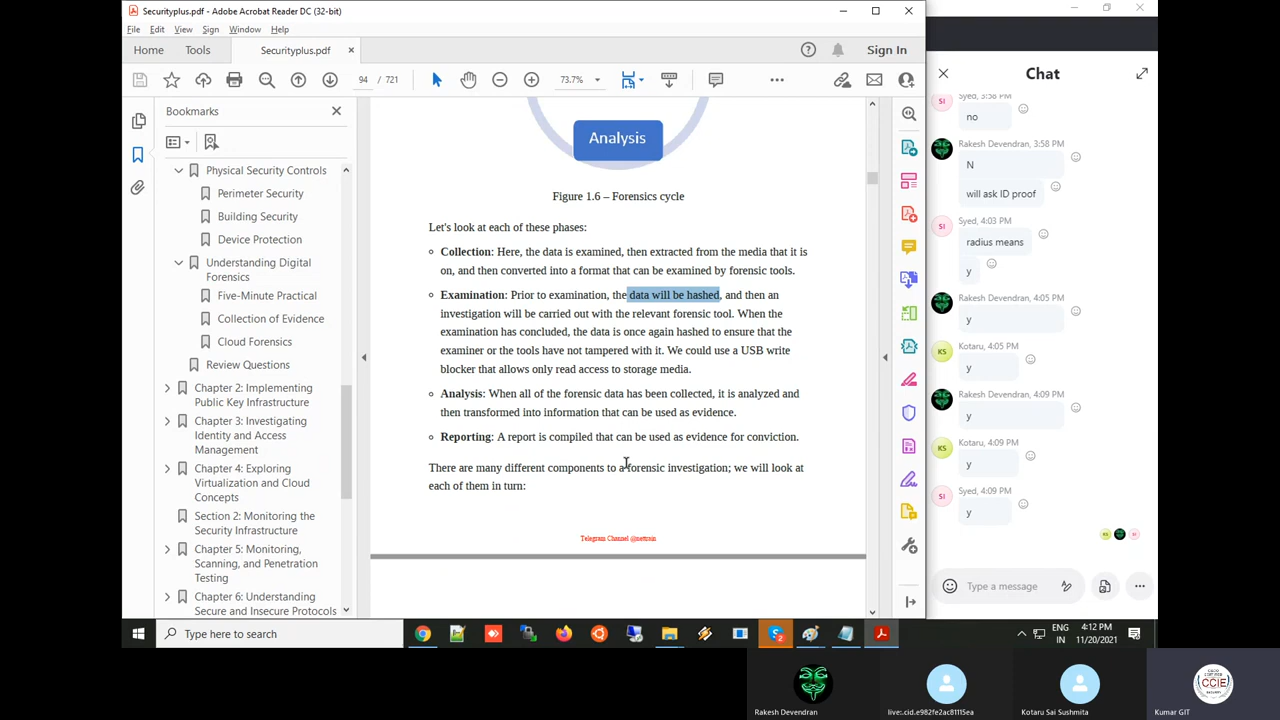 Securityplus.pdf - Adobe Acrobat Reader DC (32-bit)
File Edit View Sign Window Help
Home Tools Securityplus.pdf × Sign In
94 / 721 73.7%
Bookmarks
Physical Security Controls
Perimeter Security
Building Security
Device Protection
Understanding Digital
Forensics
Five-Minute Practical
Collection of Evidence
Cloud Forensics
Review Questions
Chapter 2: Implementing
Public Key Infrastructure
Chapter 3: Investigating
Identity and Access
Management
Chapter 4: Exploring
Virtualization and Cloud
Concepts
Section 2: Monitoring the
Security Infrastructure
Chapter 5: Monitoring,
Scanning, and Penetration
Testing
Chapter 6: Understanding
Secure and Insecure Protocols
Analysis
Figure 1.6 – Forensics cycle
Let's look at each of these phases:
Collection: Here, the data is examined, then extracted from the media that it is
on, and then converted into a format that can be examined by forensic tools.
Examination: Prior to examination, the data will be hashed, and then an
investigation will be carried out with the relevant forensic tool. When the
examination has concluded, the data is once again hashed to ensure that the
examiner or the tools have not tampered with it. We could use a USB write
blocker that allows only read access to storage media.
Analysis: When all of the forensic data has been collected, it is analyzed and
then transformed into information that can be used as evidence.
Reporting: A report is compiled that can be used as evidence for conviction.
There are many different components to a forensic investigation; we will look at
each of them in turn:
Telegram Channel @nettrain
Chat
Syed, 3:58 PM
SI
no
Rakesh Devendran, 3:58 PM
N
will ask ID proof
Syed, 4:03 PM
SI
radius means
y
Rakesh Devendran, 4:05 PM
y
Kotaru, 4:05 PM
KS
y
Rakesh Devendran, 4:09 PM
y
Kotaru, 4:09 PM
KS
y
Syed, 4:09 PM
SI
y
KS SI
Type a message
Type here to search
ENG
IN
4:12 PM
11/20/2021
Rakesh Devendran
live:.cid.e982fe2ac81115ea
Kotaru Sai Sushmita
CCIE
Kumar GIT